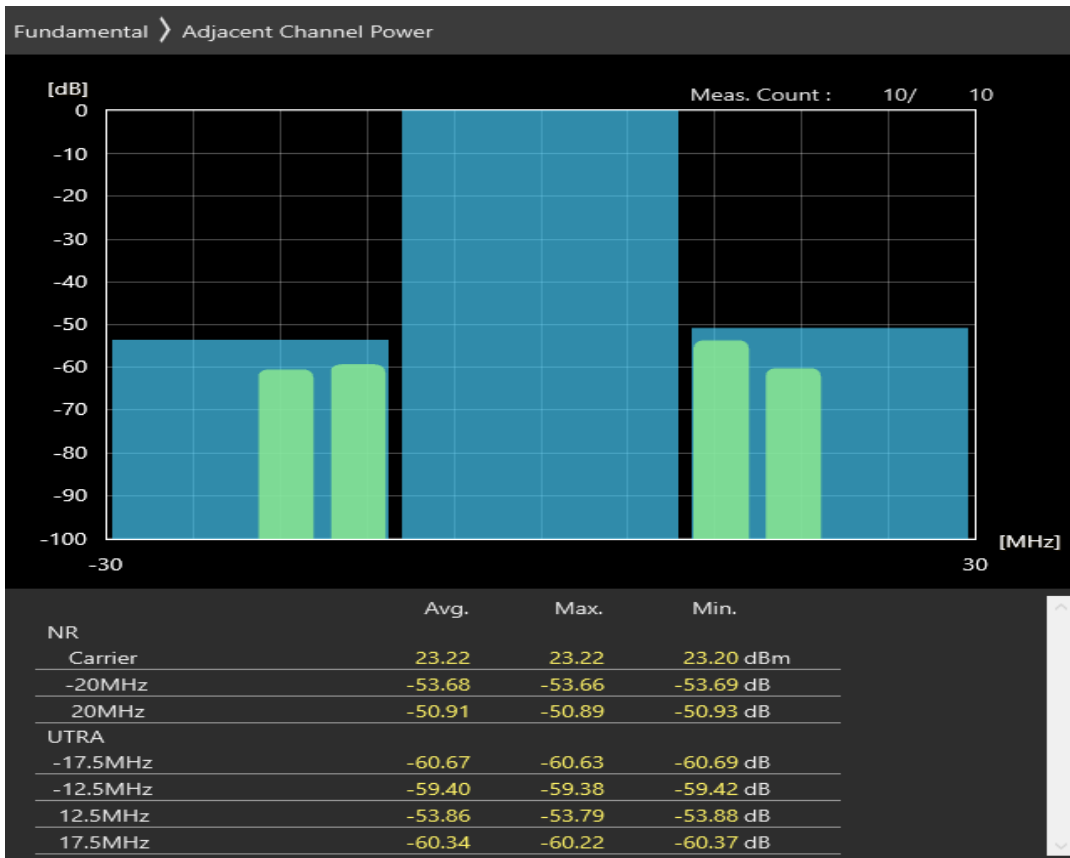 Fundamental 〉 Adjacent Channel Power
[dB]
Meas. Count : 10/ 10
0
-10
-20
-30
-40
-50
-60
-70
-80
-90
-100
[MHz]
-30 30
Avg. Max. Min.
NR
Carrier 23.22 23.22 23.20 dBm
-20MHz -53.68 -53.66 -53.69 dB
20MHz -50.91 -50.89 -50.93 dB
UTRA
-17.5MHz -60.67 -60.63 -60.69 dB
-12.5MHz -59.40 -59.38 -59.42 dB
12.5MHz -53.86 -53.79 -53.88 dB
17.5MHz -60.34 -60.22 -60.37 dB